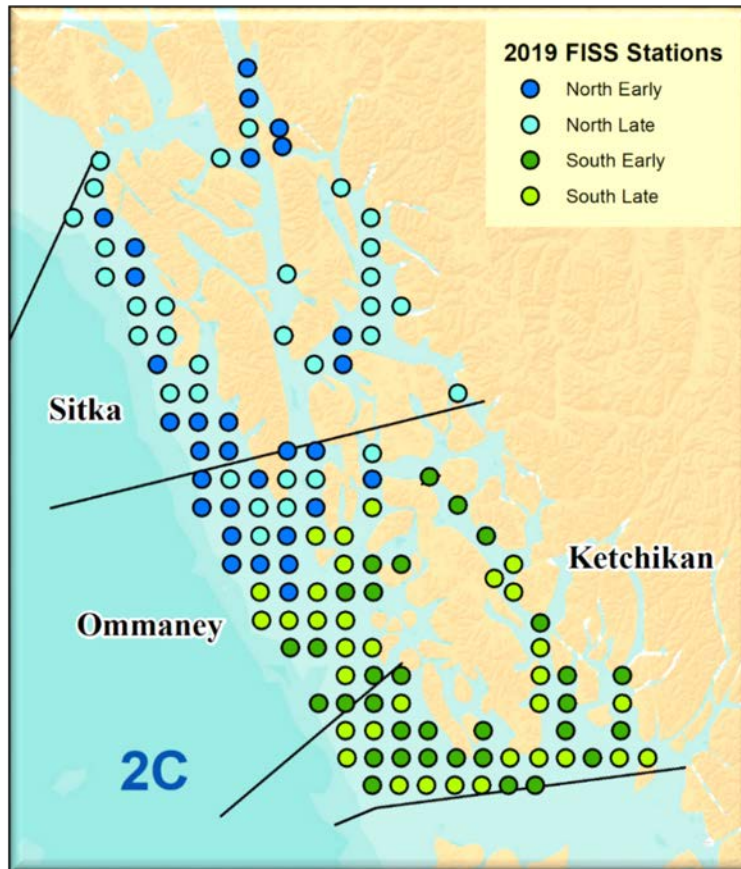 2019 FISS Stations
North Early
North Late
South Early
South Late
Sitka
Ketchikan
Ommaney
2C